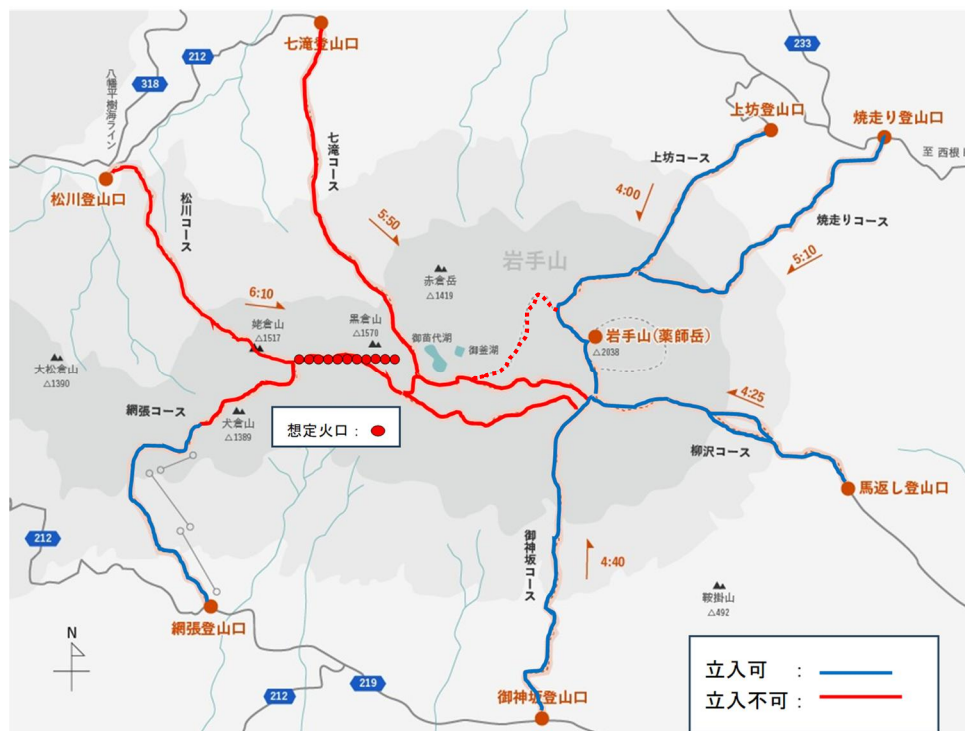 233
七滝登山口
212
318
八幡平樹海ライン
上坊登山口
焼走り登山口
至 西根
七滝コース
上坊コース
松川登山口
松川コース
4:00
5:50
焼走りコース
5:10
岩手山
赤倉岳
△1419
6:10
姥倉山
△1517
黒倉山
△1570
御苗代湖
御釜湖
岩手山(薬師岳)
△2038
大松倉山
△1390
4:25
網張コース
犬倉山
△1389
想定火口：
柳沢コース
馬返し登山口
212
御神坂コース
4:40
鞍掛山
△492
網張登山口
N
立入可　：
219
212
御神坂登山口
立入不可：